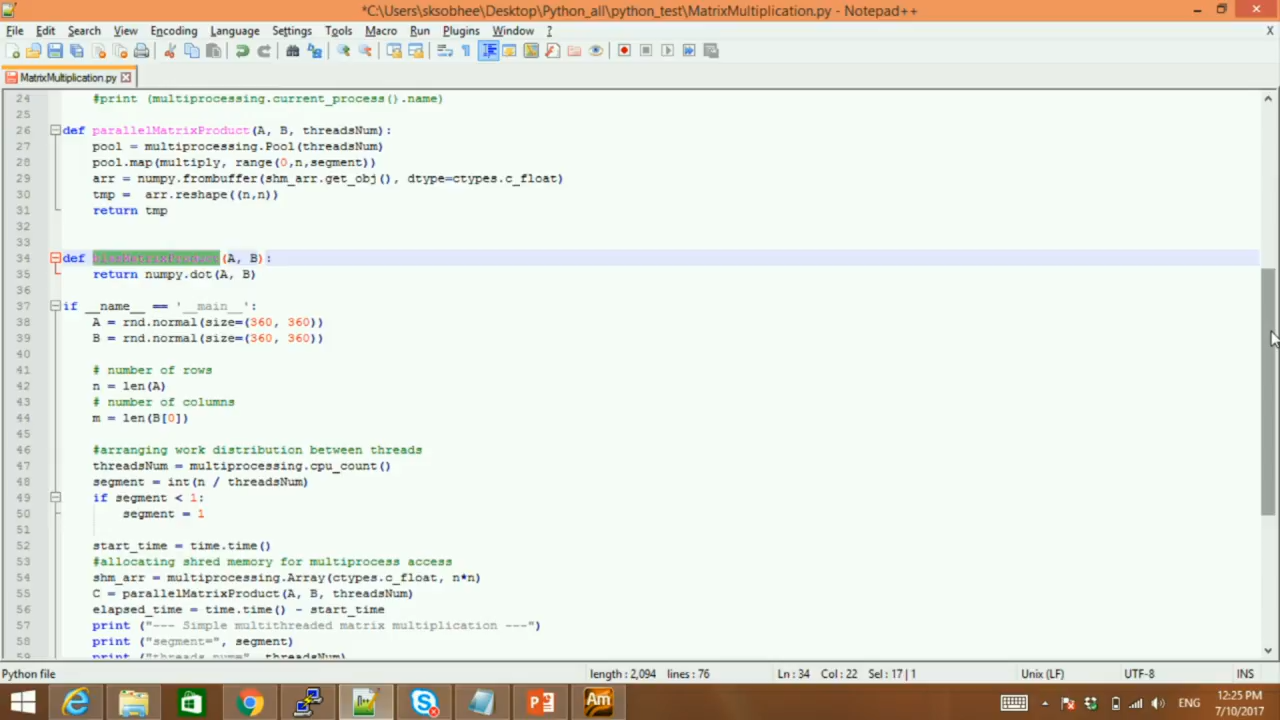 *C:\Users\sksobhee\Desktop\Python_all\python_test\MatrixMultiplication.py - Notepad++
File Edit Search View Encoding Language Settings Tools Macro Run Plugins Window ? X
MatrixMultiplication.py
24 #print (multiprocessing.current_process().name)
25
26 def parallelMatrixProduct(A, B, threadsNum):
27 pool = multiprocessing.Pool(threadsNum)
28 pool.map(multiply, range(0,n,segment))
29 arr = numpy.frombuffer(shm_arr.get_obj(), dtype=ctypes.c_float)
30 tmp =  arr.reshape((n,n))
31 return tmp
32
33
34 def (A, B):
35 return numpy.dot(A, B)
36
37 if __name__ == '__main__':
38 A = rnd.normal(size=(360, 360))
39 B = rnd.normal(size=(360, 360))
40
41 # number of rows
42 n = len(A)
43 # number of columns
44 m = len(B[0])
45
46 #arranging work distribution between threads
47 threadsNum = multiprocessing.cpu_count()
48 segment = int(n / threadsNum)
49 if segment < 1:
50 segment = 1
51
52 start_time = time.time()
53 #allocating shred memory for multiprocess access
54 shm_arr = multiprocessing.Array(ctypes.c_float, n*n)
55 C = parallelMatrixProduct(A, B, threadsNum)
56 elapsed_time = time.time() - start_time
57 print ("--- Simple multithreaded matrix multiplication ---")
58 print ("segment=", segment)
59 print ("threads num=", threadsNum)
Python file length : 2,094 lines : 76 Ln : 34 Col : 22 Sel : 17 | 1 Unix (LF) UTF-8 INS
ENG 12:25 PM
7/10/2017